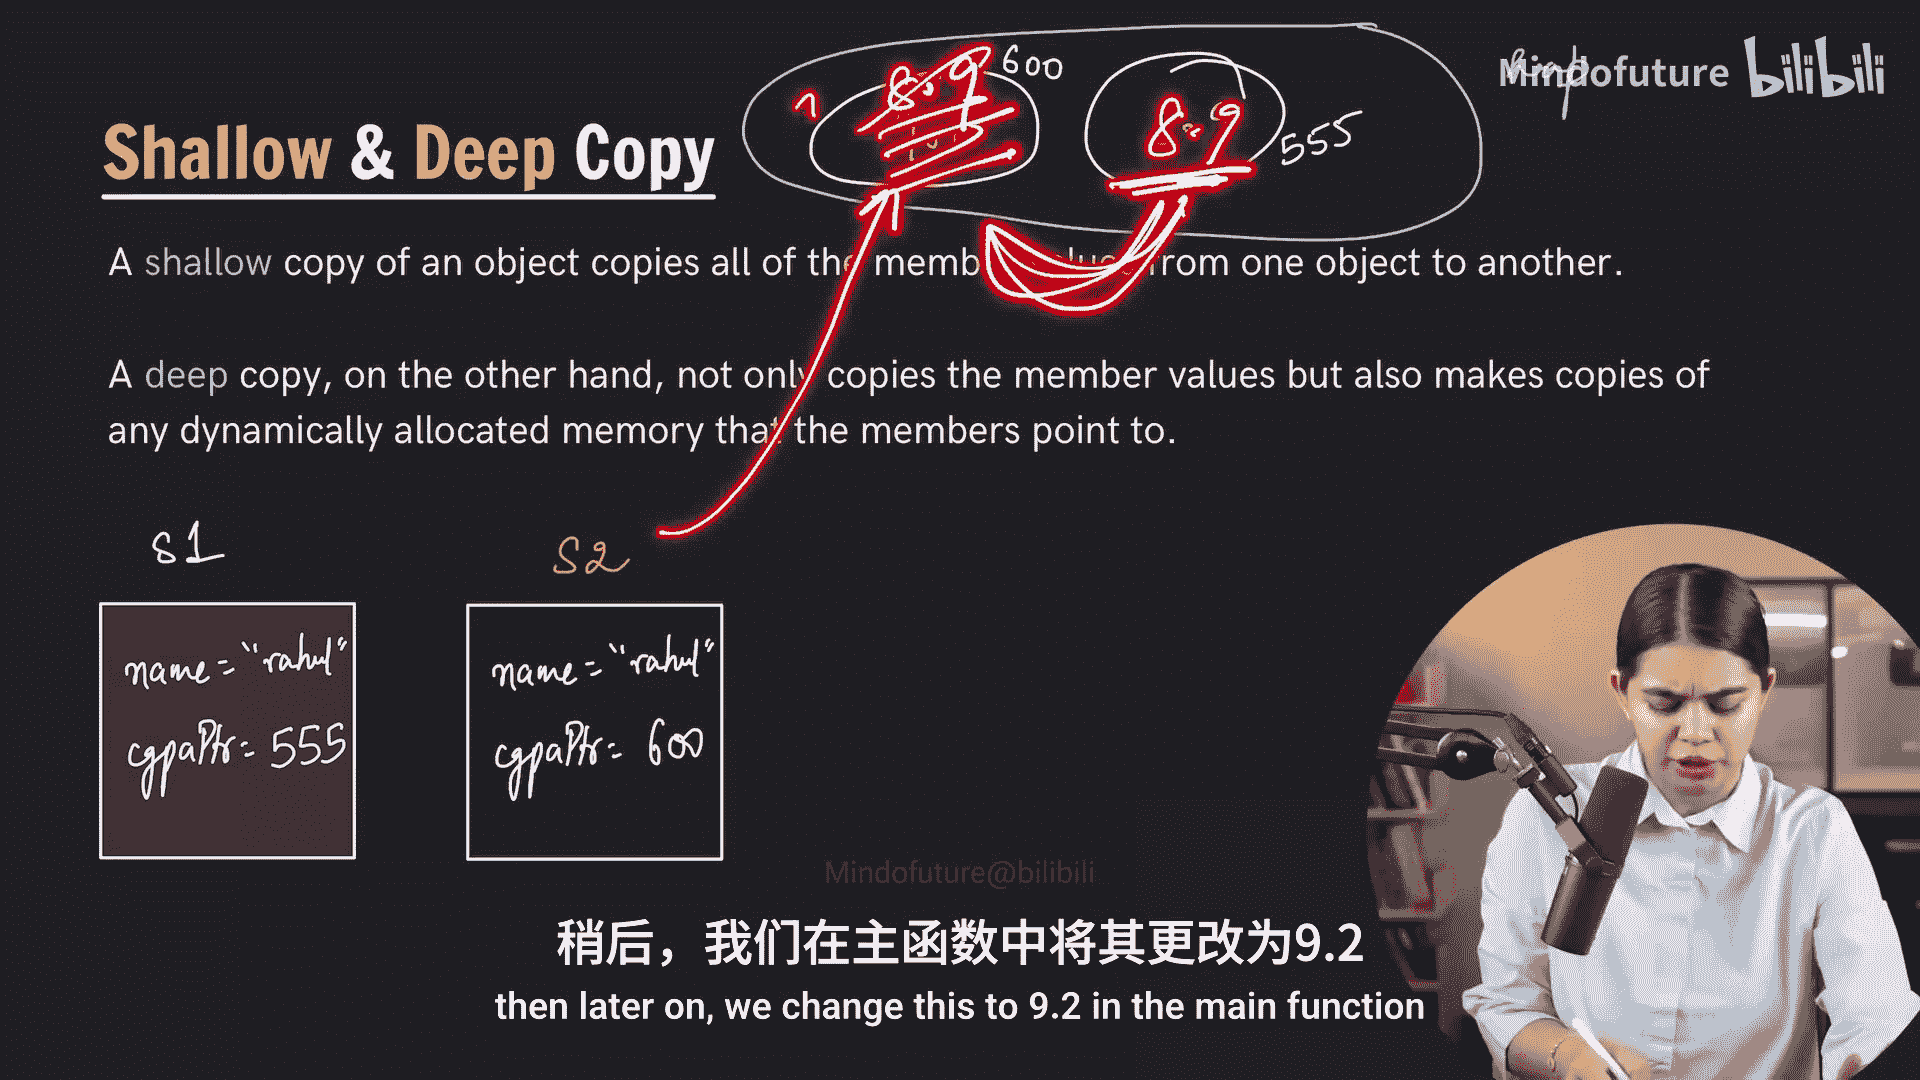 8.9 600
8.9 555
Mindofuture bilibili
Shallow & Deep Copy
A shallow copy of an object copies all of the from one object to another.
A deep copy, on the other hand, not only copies the member values but also makes copies of
any dynamically allocated memory that the members point to.
S1 S2
name = "rahul" name = "rahul"
cgpaPtr = 555 cgpaPtr = 600
Mindofuture@bilibili
稍后，我们在主函数中将其更改为9.2
then later on, we change this to 9.2 in the main function